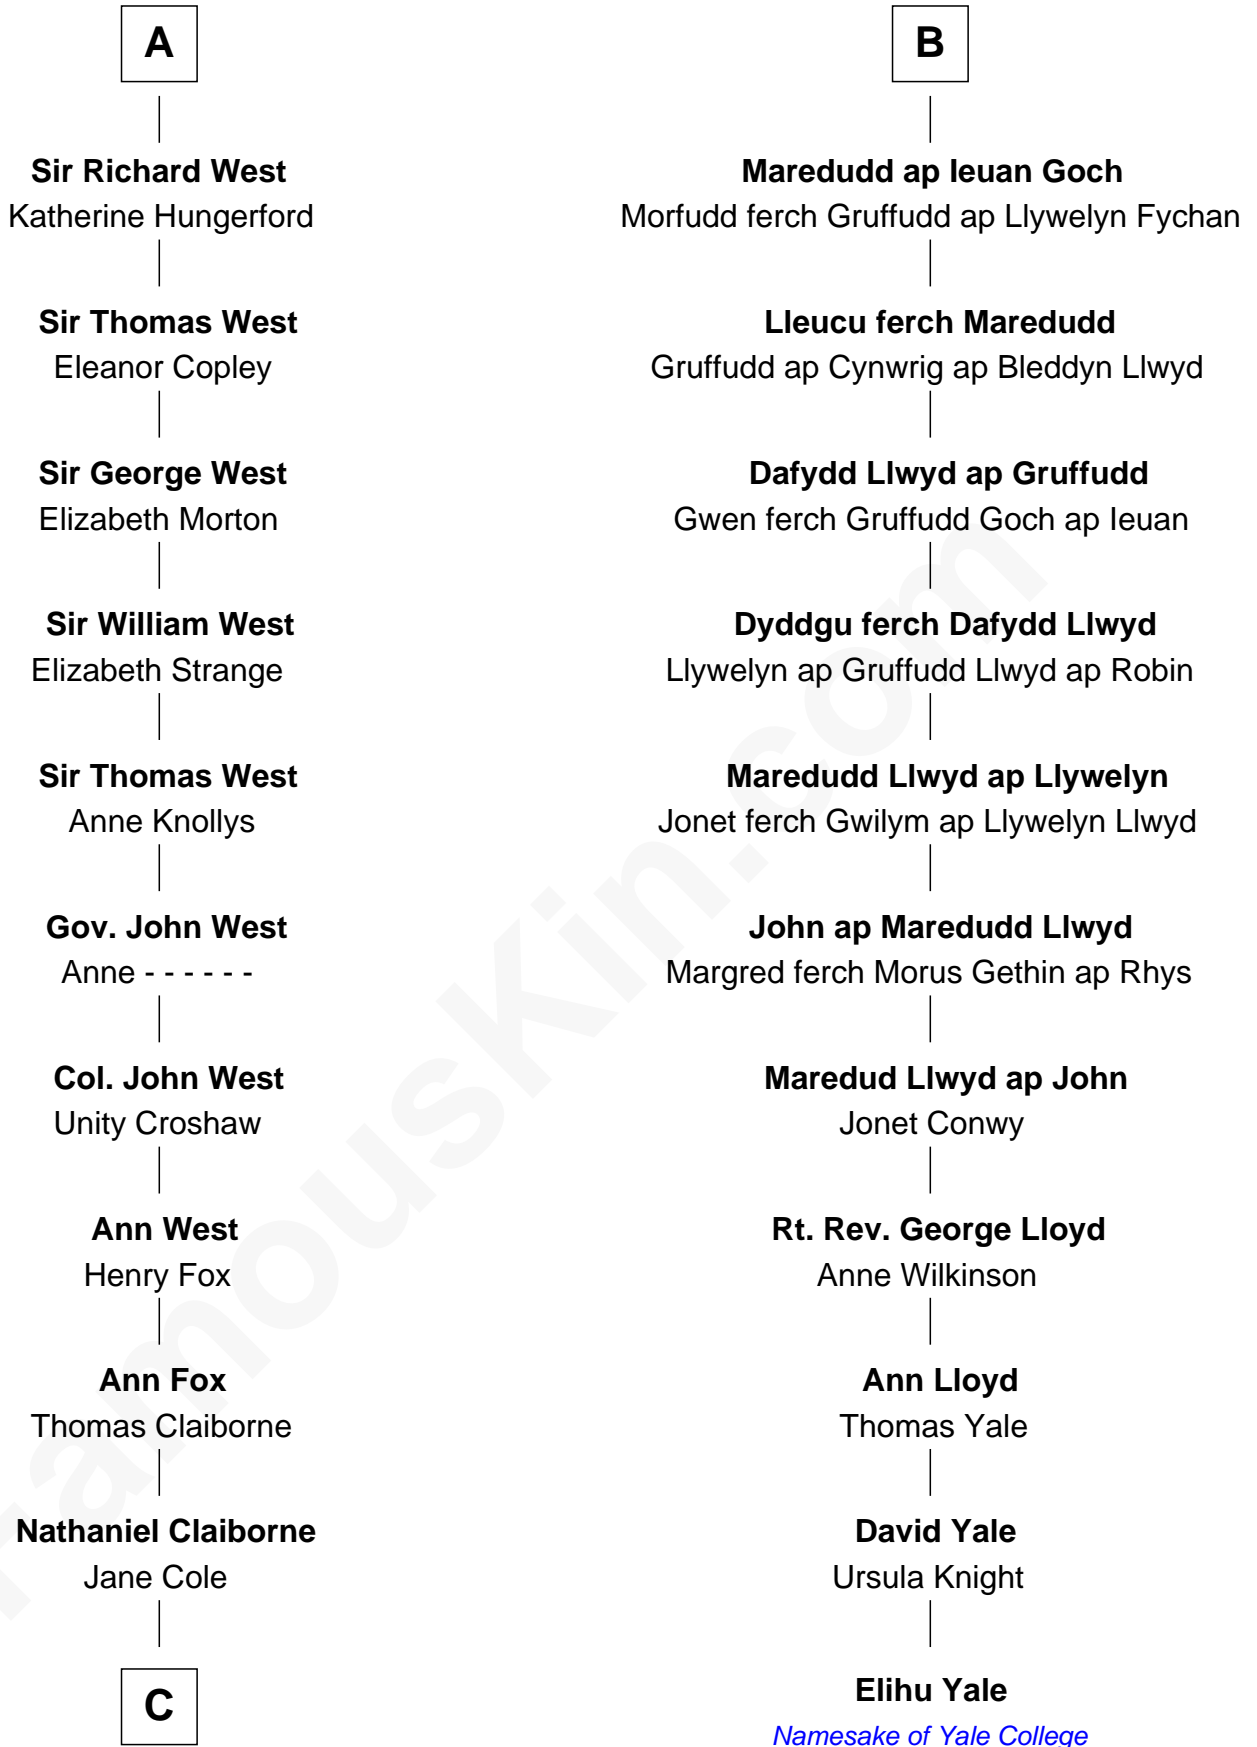 A
Sir Richard West
Katherine Hungerford
Sir Thomas West
Eleanor Copley
Sir George West
Elizabeth Morton
Sir William West
Elizabeth Strange
Sir Thomas West
Anne Knollys
Gov. John West
Anne - - - - - -
Col. John West
Unity Croshaw
Ann West
Henry Fox
Ann Fox
Thomas Claiborne
Nathaniel Claiborne
Jane Cole
C
B
Maredudd ap Ieuan Goch
Morfudd ferch Gruffudd ap Llywelyn Fychan
Lleucu ferch Maredudd
Gruffudd ap Cynwrig ap Bleddyn Llwyd
Dafydd Llwyd ap Gruffudd
Gwen ferch Gruffudd Goch ap Ieuan
Dyddgu ferch Dafydd Llwyd
Llywelyn ap Gruffudd Llwyd ap Robin
Maredudd Llwyd ap Llywelyn
Jonet ferch Gwilym ap Llywelyn Llwyd
John ap Maredudd Llwyd
Margred ferch Morus Gethin ap Rhys
Maredud Llwyd ap John
Jonet Conwy
Rt. Rev. George Lloyd
Anne Wilkinson
Ann Lloyd
Thomas Yale
David Yale
Ursula Knight
Elihu Yale
Namesake of Yale College
FamousKin.com